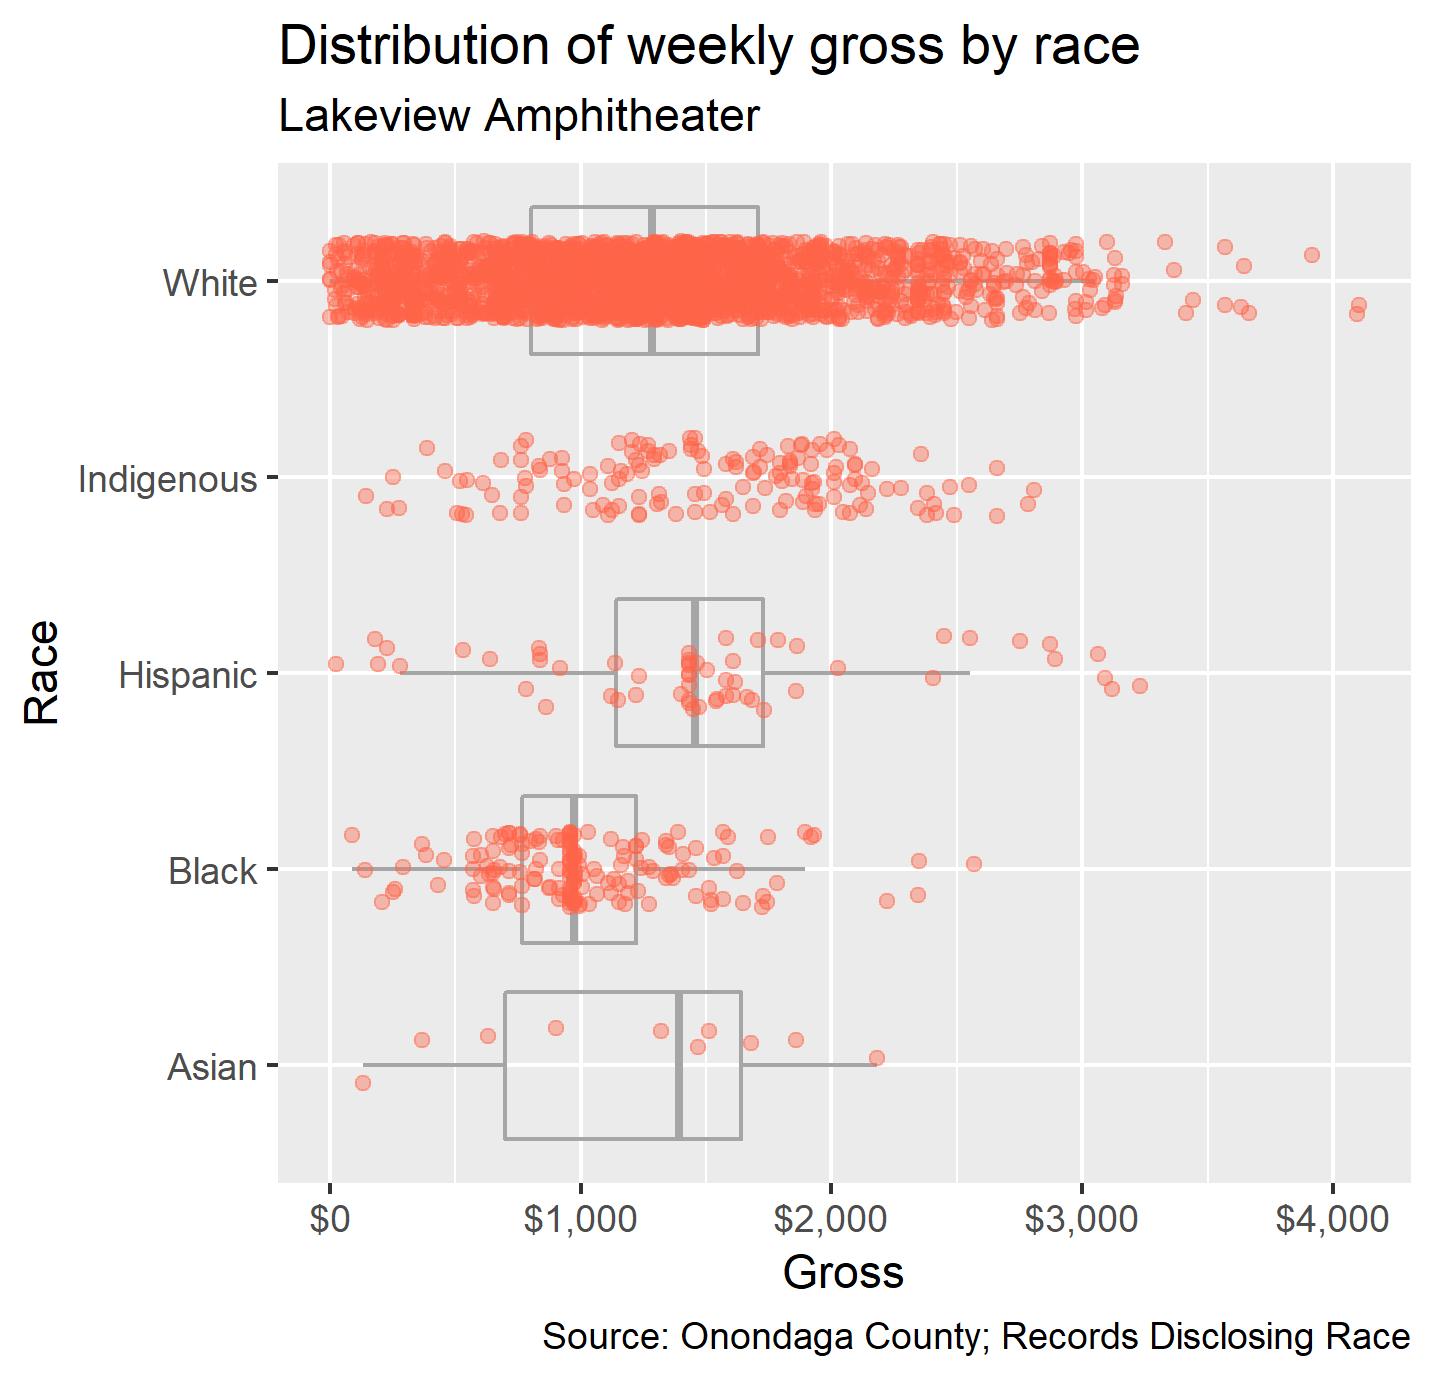 Distribution of weekly gross by race
Lakeview Amphitheater
White
Indigenous
Hispanic
Black
Asian
Race
$0 $1,000 $2,000 $3,000 $4,000
Gross
Source: Onondaga County; Records Disclosing Race